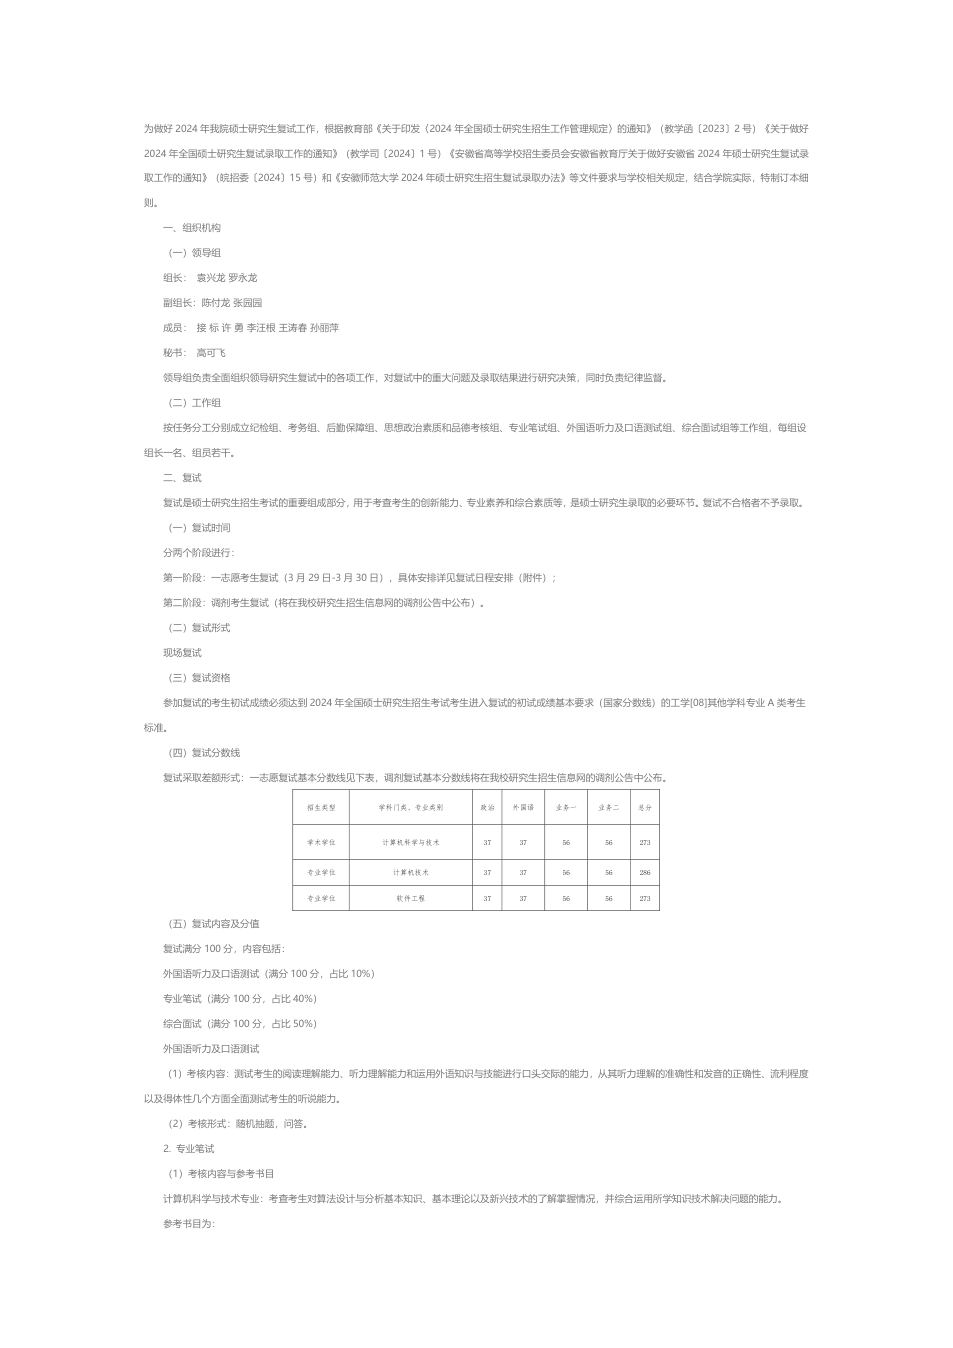 为做好 2024 年我院硕士研究生复试工作，根据教育部《关于印发〈2024 年全国硕士研究生招生工作管理规定〉的通知》（教学函〔2023〕2 号）《关于做好
2024 年全国硕士研究生复试录取工作的通知》（教学司〔2024〕1 号）《安徽省高等学校招生委员会安徽省教育厅关于做好安徽省 2024 年硕士研究生复试录
取工作的通知》（皖招委〔2024〕15 号）和《安徽师范大学 2024 年硕士研究生招生复试录取办法》等文件要求与学校相关规定，结合学院实际，特制订本细
则。
一、组织机构
（一）领导组
组长： 袁兴龙 罗永龙
副组长：陈付龙 张园园
成员： 接 标 许 勇 李汪根 王涛春 孙丽萍
秘书： 高可飞
领导组负责全面组织领导研究生复试中的各项工作，对复试中的重大问题及录取结果进行研究决策，同时负责纪律监督。
（二）工作组
按任务分工分别成立纪检组、考务组、后勤保障组、思想政治素质和品德考核组、专业笔试组、外国语听力及口语测试组、综合面试组等工作组，每组设
组长一名、组员若干。
二、复试
复试是硕士研究生招生考试的重要组成部分，用于考查考生的创新能力、专业素养和综合素质等，是硕士研究生录取的必要环节。复试不合格者不予录取。
（一）复试时间
分两个阶段进行：
第一阶段：一志愿考生复试（3 月 29 日-3 月 30 日），具体安排详见复试日程安排（附件）；
第二阶段：调剂考生复试（将在我校研究生招生信息网的调剂公告中公布）。
（二）复试形式
现场复试
（三）复试资格
参加复试的考生初试成绩必须达到 2024 年全国硕士研究生招生考试考生进入复试的初试成绩基本要求（国家分数线）的工学[08]其他学科专业 A 类考生
标准。
（四）复试分数线
复试采取差额形式：一志愿复试基本分数线见下表，调剂复试基本分数线将在我校研究生招生信息网的调剂公告中公布。
招生类型 学科门类、专业类别 政治 外国语 业务一 业务二 总分
学术学位 计算机科学与技术 37 37 56 56 273
专业学位 计算机技术 37 37 56 56 286
专业学位 软件工程 37 37 56 56 273
（五）复试内容及分值
复试满分 100 分，内容包括：
外国语听力及口语测试（满分 100 分，占比 10%）
专业笔试（满分 100 分，占比 40%）
综合面试（满分 100 分，占比 50%）
外国语听力及口语测试
（1）考核内容：测试考生的阅读理解能力、听力理解能力和运用外语知识与技能进行口头交际的能力，从其听力理解的准确性和发音的正确性、流利程度
以及得体性几个方面全面测试考生的听说能力。
（2）考核形式：随机抽题，问答。
2. 专业笔试
（1）考核内容与参考书目
计算机科学与技术专业：考查考生对算法设计与分析基本知识、基本理论以及新兴技术的了解掌握情况，并综合运用所学知识技术解决问题的能力。
参考书目为：